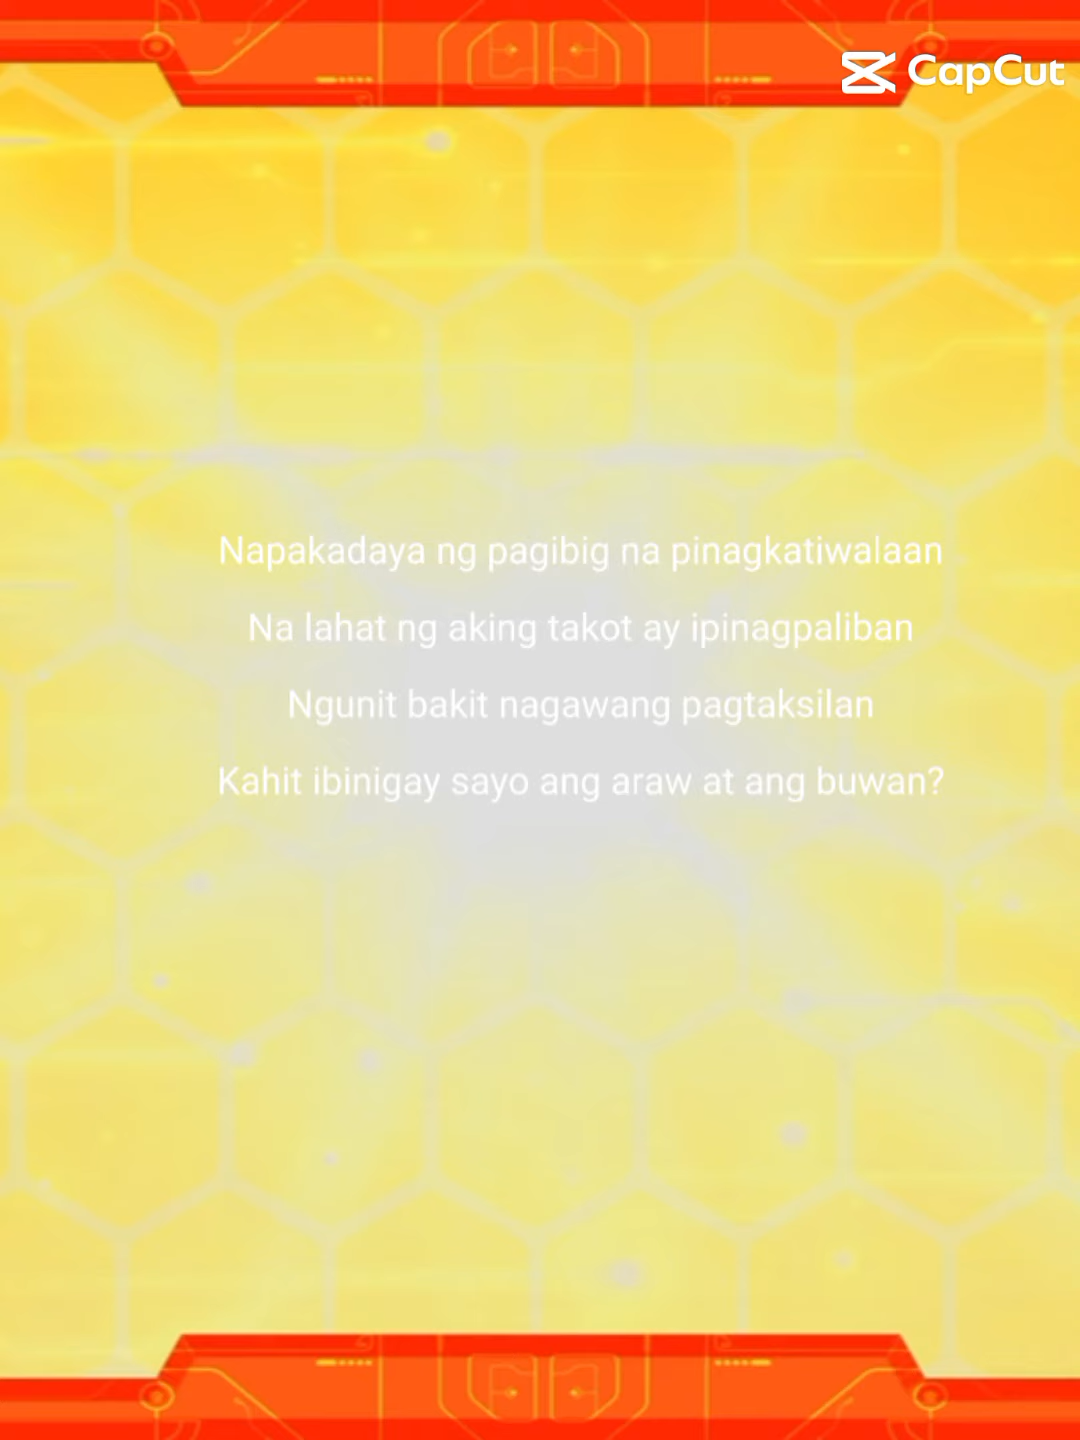 CapCut
Napakadaya ng pagibig na pinagkatiwalaan
Na lahat ng aking takot ay ipinagpaliban
Ngunit bakit nagawang pagtaksilan
Kahit ibinigay sayo ang araw at ang buwan?